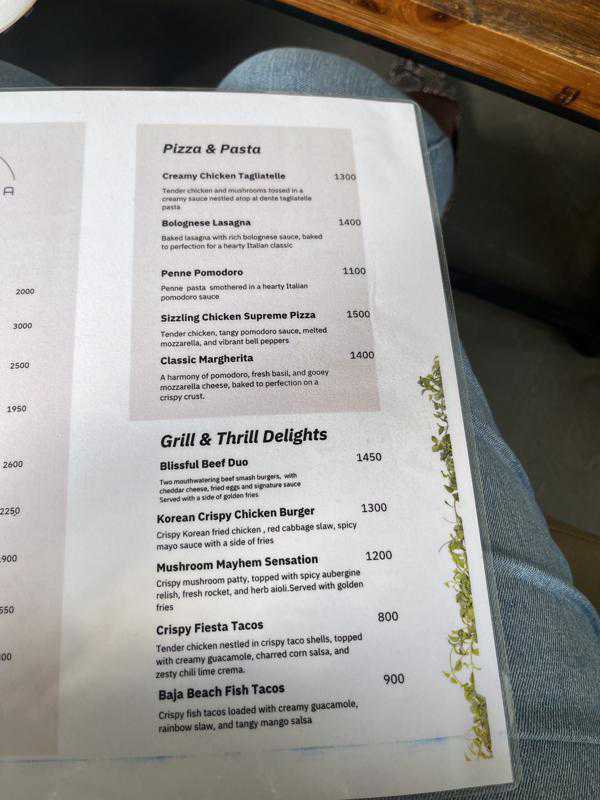 A
2000
3000
2500
1950
2600
2250
900
550
00
Pizza & Pasta
Creamy Chicken Tagliatelle 1300
Tender chicken and mushrooms tossed in a
creamy sauce nestled atop al dente tagliatelle
pasta
Bolognese Lasagna 1400
Baked lasagna with rich bolognese sauce, baked
to perfection for a hearty Italian classic
Penne Pomodoro 1100
Penne pasta smothered in a hearty Italian
pomodoro sauce
Sizzling Chicken Supreme Pizza 1500
Tender chicken, tangy pomodoro sauce, melted
mozzarella, and vibrant bell peppers
Classic Margherita 1400
A harmony of pomodoro, fresh basil, and gooey
mozzarella cheese, baked to perfection on a
crispy crust.
Grill & Thrill Delights
Blissful Beef Duo 1450
Two mouthwatering beef smash burgers, with
cheddar cheese, fried eggs and signature sauce
Served with a side of golden fries
Korean Crispy Chicken Burger 1300
Crispy Korean fried chicken , red cabbage slaw, spicy
mayo sauce with a side of fries
Mushroom Mayhem Sensation 1200
Crispy mushroom patty, topped with spicy aubergine
relish, fresh rocket, and herb aioli.Served with golden
fries
Crispy Fiesta Tacos 800
Tender chicken nestled in crispy taco shells, topped
with creamy guacamole, charred corn salsa, and
zesty chili lime crema.
Baja Beach Fish Tacos 900
Crispy fish tacos loaded with creamy guacamole,
rainbow slaw, and tangy mango salsa